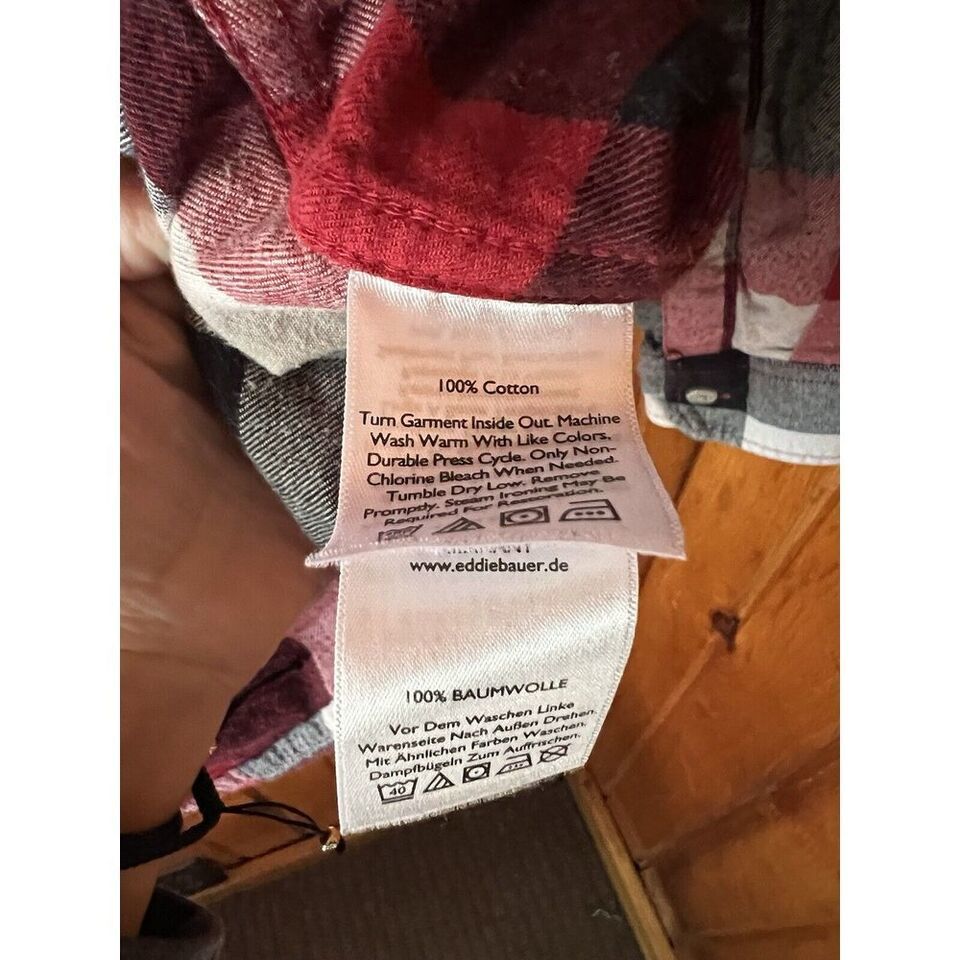 100% Cotton
Turn Garment Inside Out. Machine
Wash Warm With Like Colors,
Durable Press Cycle. Only Non-
Chlorine Bleach When Needed.
Tumble Dry Low. Remove
Promptly. Steam Ironing May Be
Required For Restoration.
www.eddiebauer.de
100% BAUMWOLLE
Vor Dem Waschen Linke
Warenseite Nach Außen Drehen.
Mit Ähnlichen Farben Waschen.
Dampfbügeln Zum Auffrischen.
40